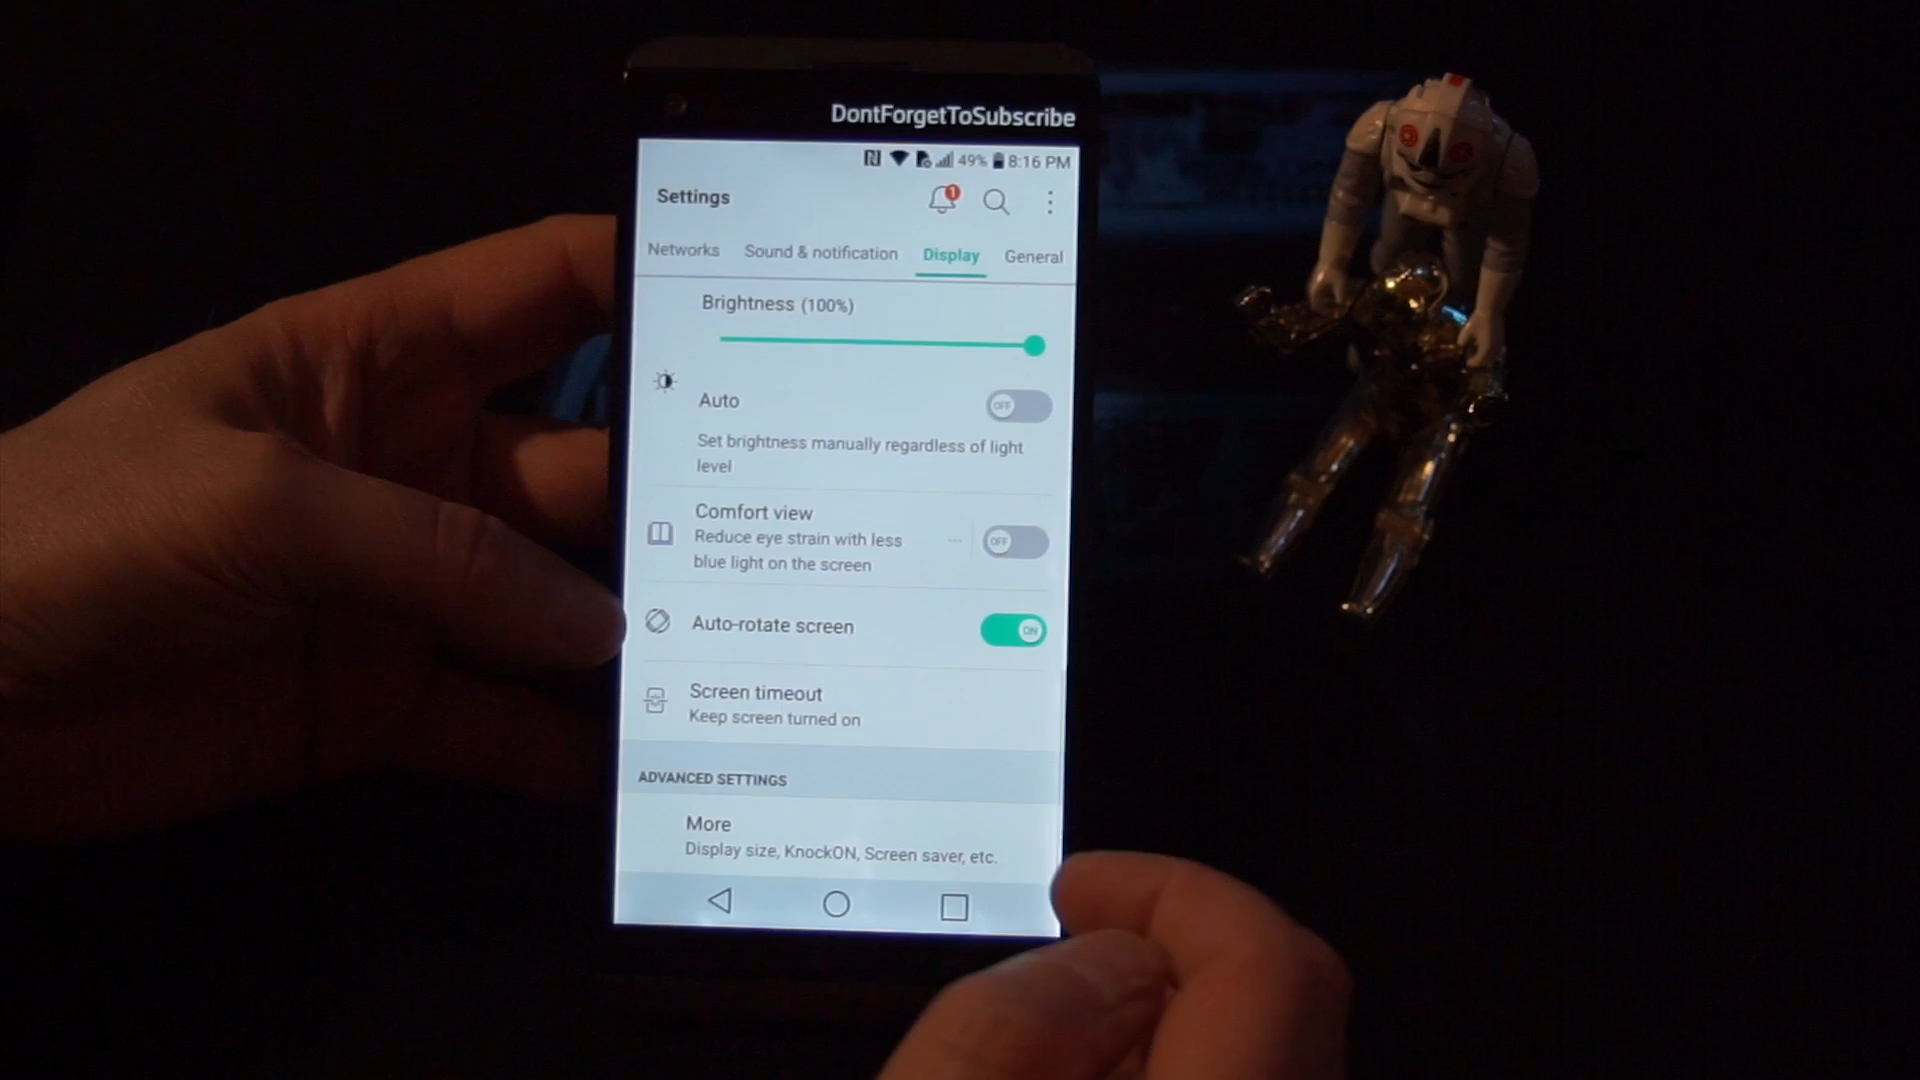 DontForgetToSubscribe
49% 8:16 PM
Settings
1
Networks Sound & notification Display General
Brightness (100%)
Auto
OFF
Set brightness manually regardless of light
level
Comfort view
Reduce eye strain with less
blue light on the screen
OFF
Auto-rotate screen
ON
Screen timeout
Keep screen turned on
ADVANCED SETTINGS
More
Display size, KnockON, Screen saver, etc.